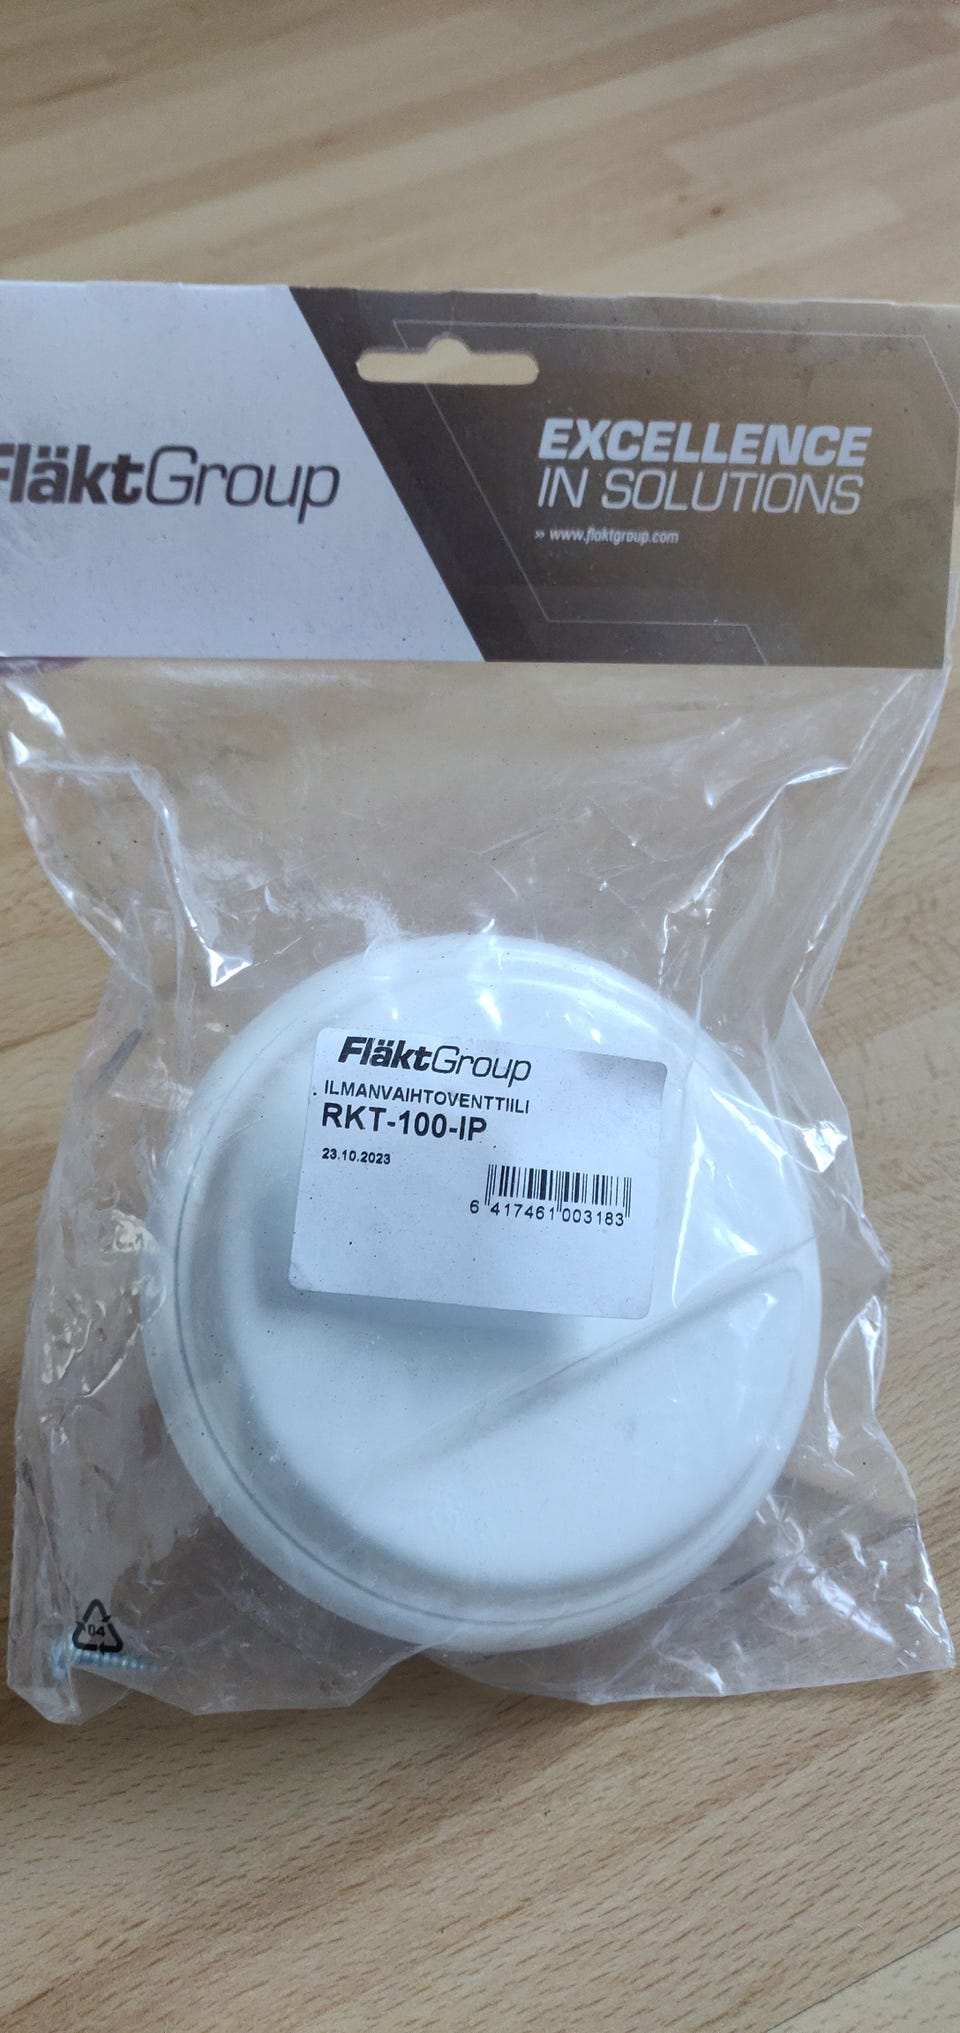 FläktGroup
EXCELLENCE
IN SOLUTIONS
» www.flaktgroup.com
FläktGroup
ILMANVAIHTOVENTTIILI
RKT-100-IP
23.10.2023
6 417461 003183
04